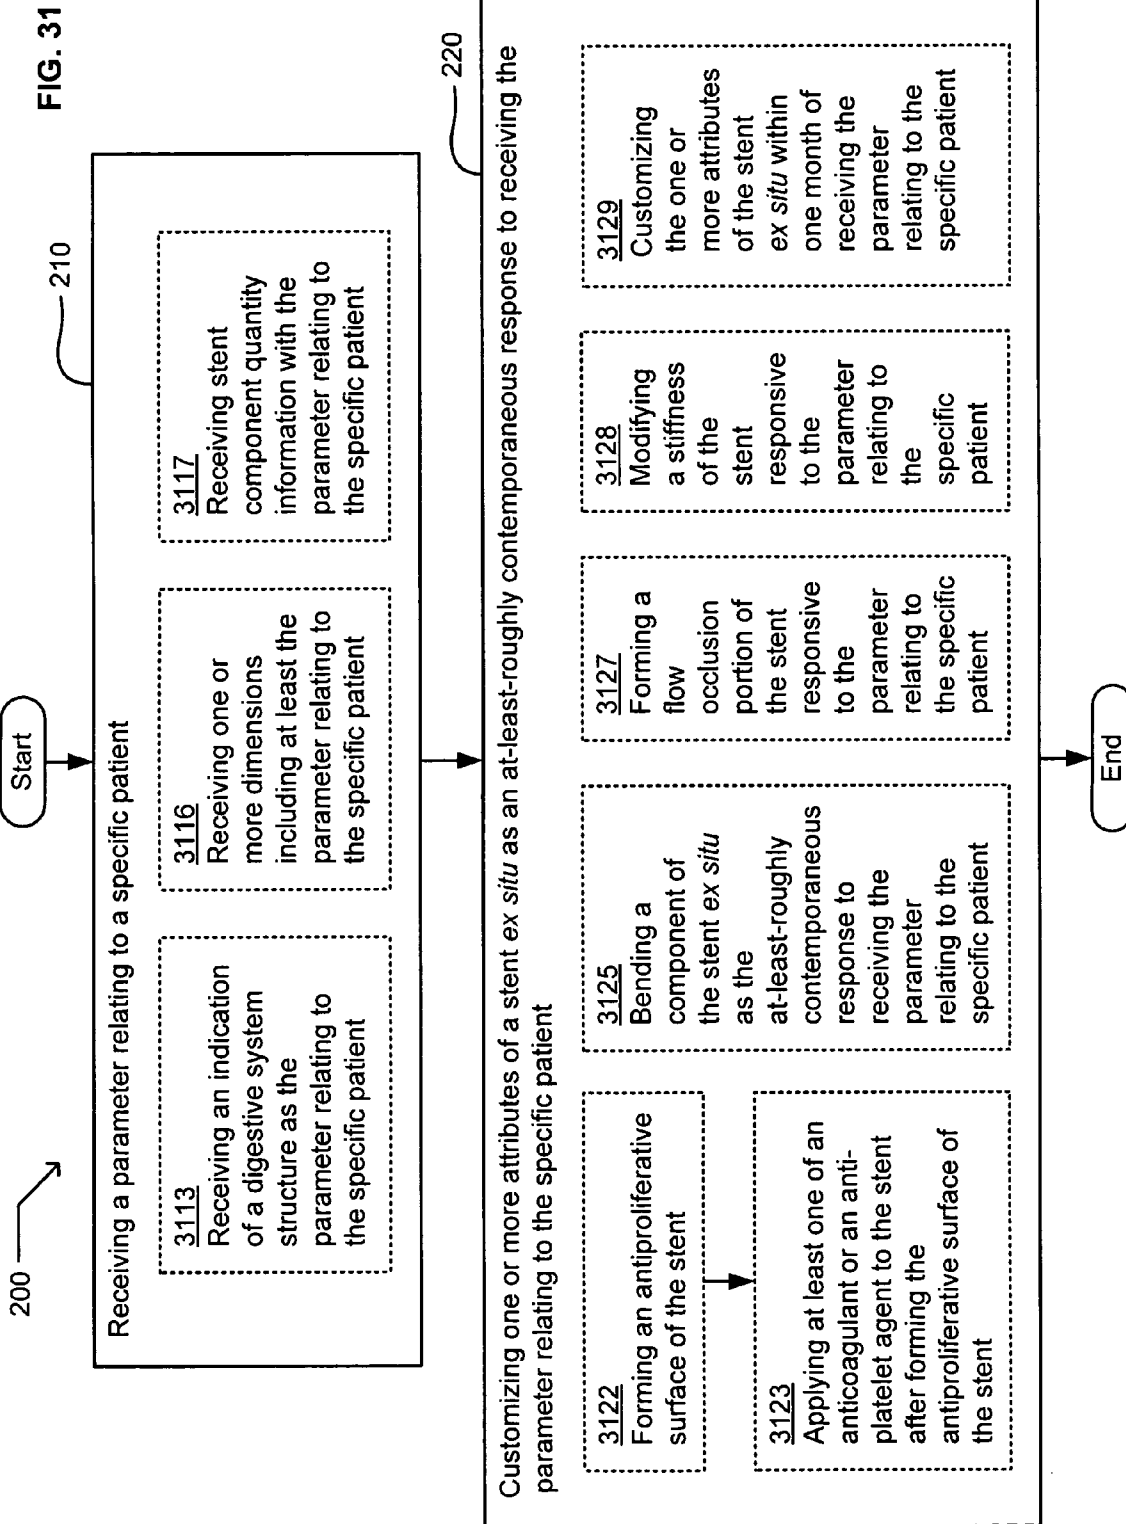 FIG. 31
200
Start
210
Receiving a parameter relating to a specific patient
3113
Receiving an indication
of a digestive system
structure as the
parameter relating to
the specific patient
3116
Receiving one or
more dimensions
including at least the
parameter relating to
the specific patient
3117
Receiving stent
component quantity
information with the
parameter relating to
the specific patient
220
Customizing one or more attributes of a stent ex situ as an at-least-roughly contemporaneous response to receiving the
parameter relating to the specific patient
3122
Forming an antiproliferative
surface of the stent
3123
Applying at least one of an
anticoagulant or an anti-
platelet agent to the stent
after forming the
antiproliferative surface of
the stent
3125
Bending a
component of
the stent ex situ
as the
at-least-roughly
contemporaneous
response to
receiving the
parameter
relating to the
specific patient
3127
Forming a
flow
occlusion
portion of
the stent
responsive
to the
parameter
relating to
the specific
patient
3128
Modifying
a stiffness
of the
stent
responsive
to the
parameter
relating to
the
specific
patient
3129
Customizing
the one or
more attributes
of the stent
ex situ within
one month of
receiving the
parameter
relating to the
specific patient
End